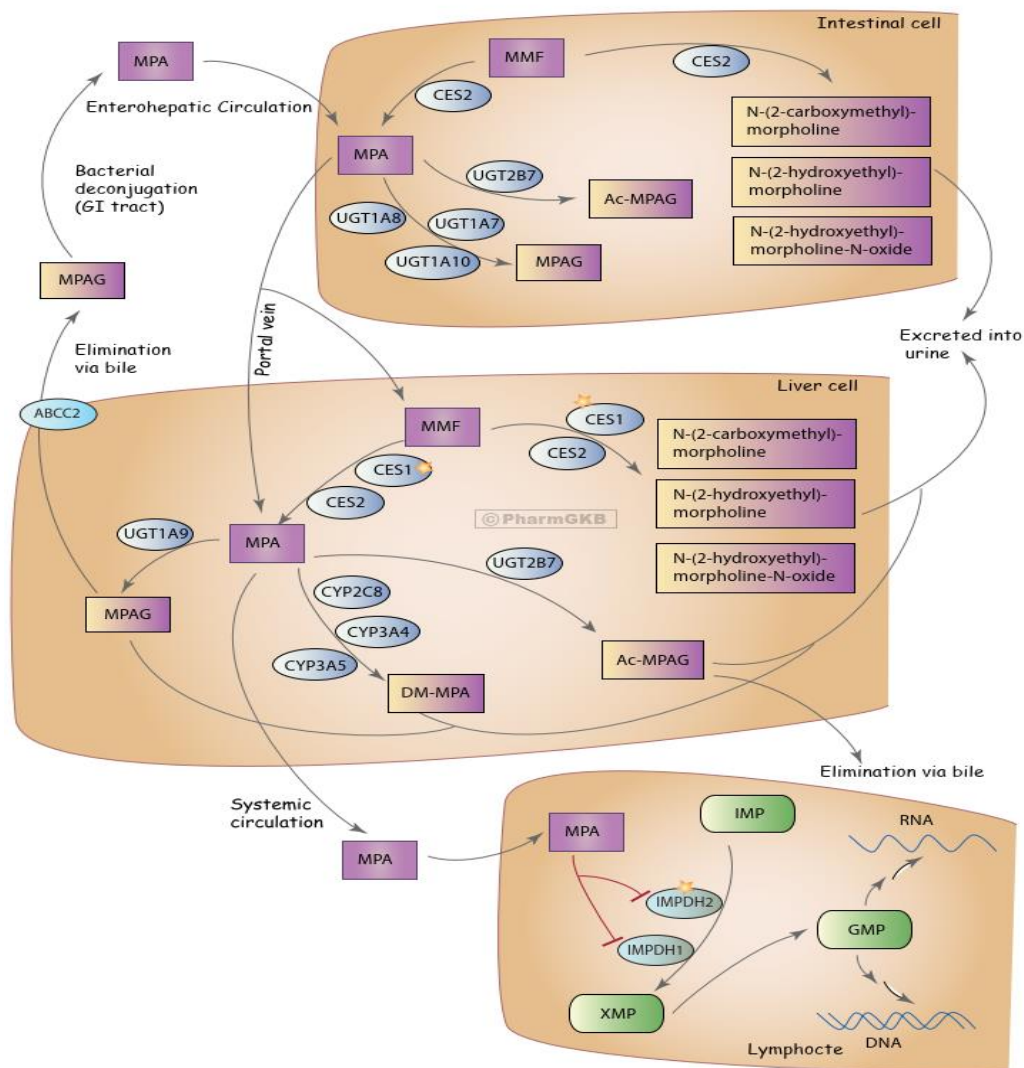 Intestinal cell
MPA
MMF
CES2
CES2
Enterohepatic Circulation
N-(2-carboxymethyl)-
morpholine
MPA
Bacterial
deconjugation
(GI tract)
UGT2B7
N-(2-hydroxyethyl)-
morpholine
Ac-MPAG
UGT1A8
UGT1A7
N-(2-hydroxyethyl)-
morpholine-N-oxide
UGT1A10
MPAG
MPAG
Portal vein
Excreted into
urine
Elimination
via bile
Liver cell
ABCC2
MMF
CES1
CES2
N-(2-carboxymethyl)-
morpholine
CES1
CES2
N-(2-hydroxyethyl)-
morpholine
©PharmGKB
UGT1A9
MPA
UGT2B7
N-(2-hydroxyethyl)-
morpholine-N-oxide
CYP2C8
MPAG
CYP3A4
CYP3A5
Ac-MPAG
DM-MPA
Elimination via bile
Systemic
circulation
MPA
MPA
IMP
RNA
IMPDH2
GMP
IMPDH1
XMP
DNA
Lymphocte